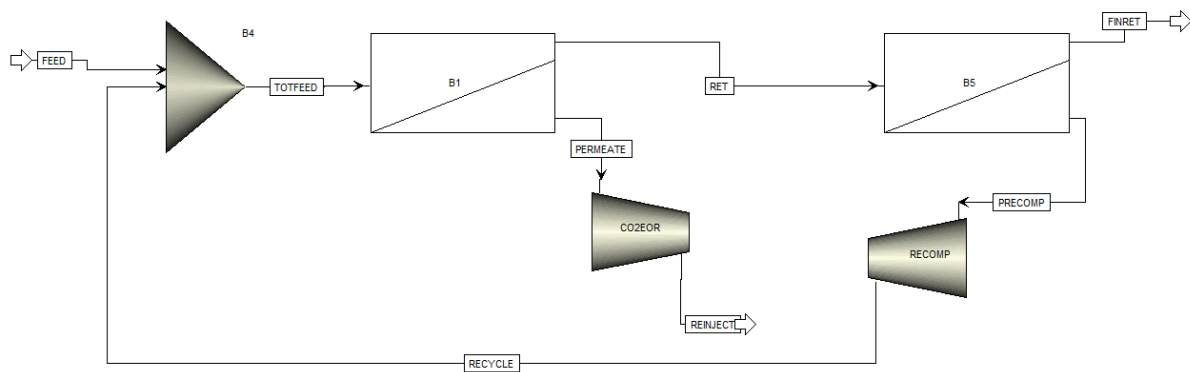 FINRET
B4
FEED
TOTFEED
B1
RET
B5
PERMEATE
PRECOMP
CO2EOR
RECOMP
REINJECT
RECYCLE